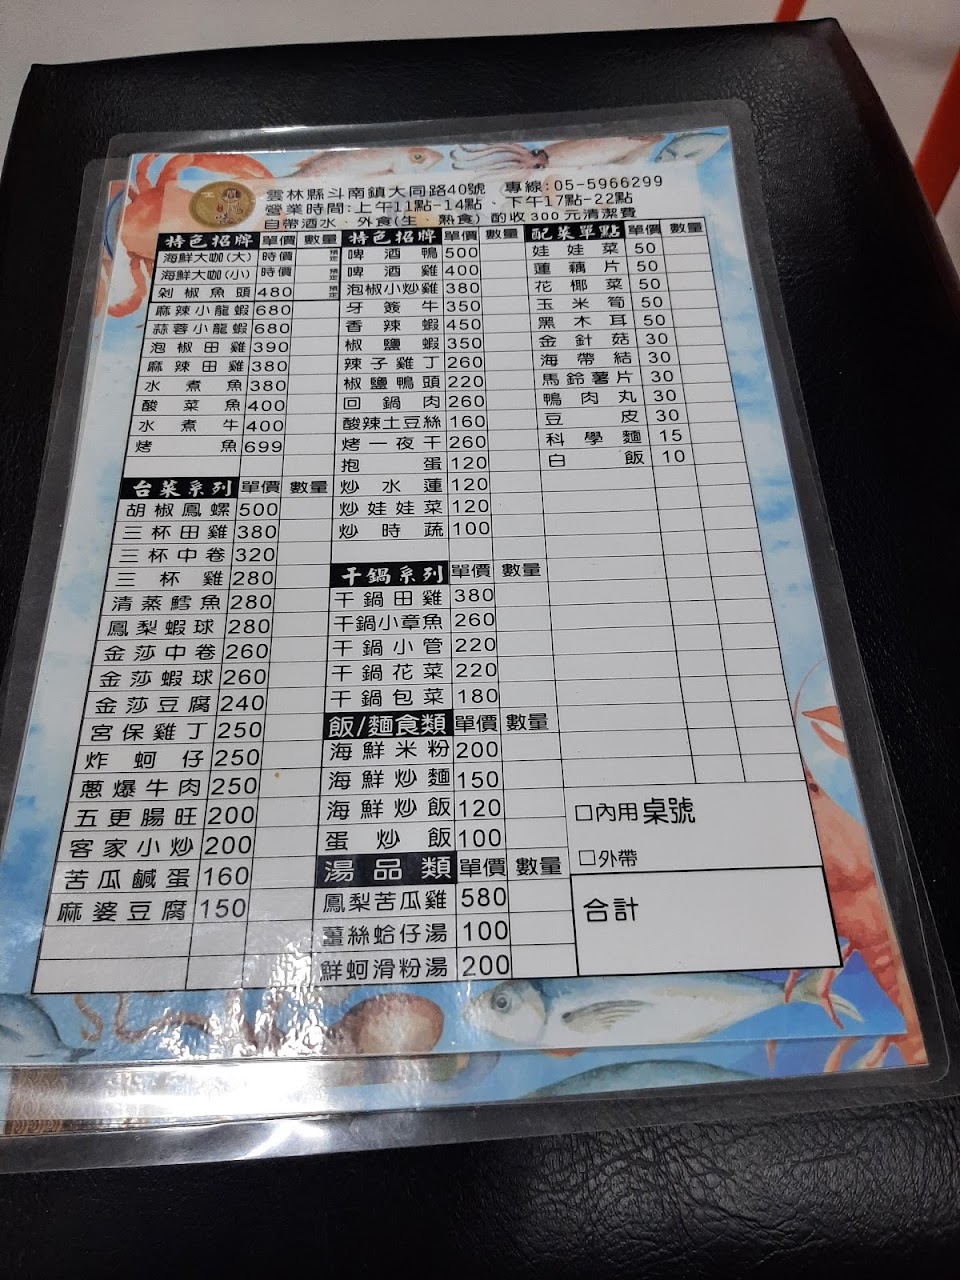 雲林縣斗南鎮大同路40號 專線:05-5966299
營業時間:上午11點-14點、下午17點-22點
自帶酒水、外食(生、熟食) 酌收300元清潔費
特色招牌 單價 數量
海鮮大咖(大) 時價 預定
海鮮大咖(小) 時價 預定
剁椒魚頭 480 預定
麻辣小龍蝦 680
蒜蓉小龍蝦 680
泡椒田雞 390
麻辣田雞 380
水煮魚 380
酸菜魚 400
水煮牛 400
烤魚 699
台菜系列 單價 數量
胡椒鳳螺 500
三杯田雞 380
三杯中卷 320
三杯雞 280
清蒸鱈魚 280
鳳梨蝦球 280
金莎中卷 260
金莎蝦球 260
金莎豆腐 240
宮保雞丁 250
炸蚵仔 250
蔥爆牛肉 250
五更腸旺 200
客家小炒 200
苦瓜鹹蛋 160
麻婆豆腐 150
特色招牌 單價 數量
啤酒鴨 500
啤酒雞 400
泡椒小炒雞 380
牙簽牛 350
香辣蝦 450
椒鹽蝦 350
辣子雞丁 260
椒鹽鴨頭 220
回鍋肉 260
酸辣土豆絲 160
烤一夜干 260
抱蛋 120
炒水蓮 120
炒娃娃菜 120
炒時蔬 100
干鍋系列 單價 數量
干鍋田雞 380
干鍋小章魚 260
干鍋小管 220
干鍋花菜 220
干鍋包菜 180
飯/麵食類 單價 數量
海鮮米粉 200
海鮮炒麵 150
海鮮炒飯 120
蛋炒飯 100
湯品類 單價 數量
鳳梨苦瓜雞 580
薑絲蛤仔湯 100
鮮蚵滑粉湯 200
配菜單點 單價 數量
娃娃菜 50
蓮藕片 50
花椰菜 50
玉米筍 50
黑木耳 50
金針菇 30
海帶結 30
馬鈴薯片 30
鴨肉丸 30
豆皮 30
科學麵 15
白飯 10
□內用 桌號
□外帶
合計